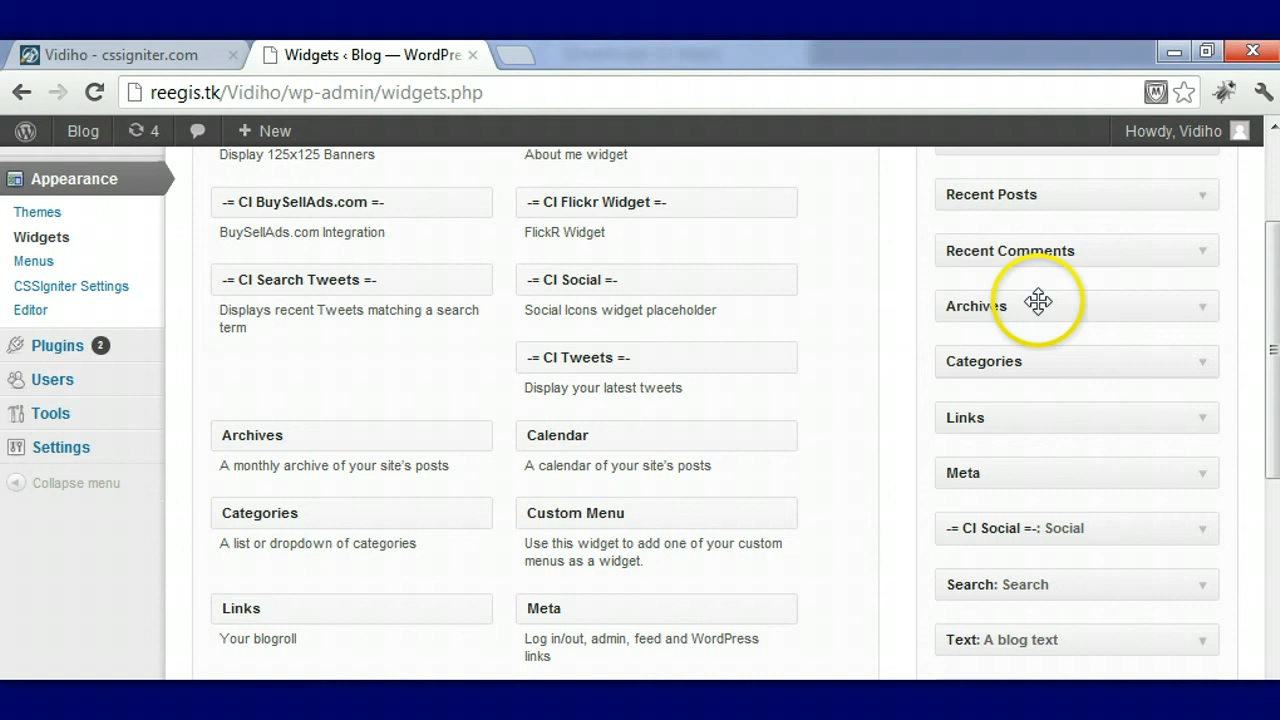 Vidiho - cssigniter.com
Widgets ‹ Blog — WordPre
reegis.tk/Vidiho/wp-admin/widgets.php
Blog
4
New
Howdy, Vidiho
Appearance
Themes
Widgets
Menus
CSSIgniter Settings
Editor
Plugins 2
Users
Tools
Settings
Collapse menu
Display 125x125 Banners
About me widget
-= CI BuySellAds.com =-
-= CI Flickr Widget =-
BuySellAds.com Integration
FlickR Widget
-= CI Search Tweets =-
-= CI Social =-
Displays recent Tweets matching a search
term
Social Icons widget placeholder
-= CI Tweets =-
Display your latest tweets
Archives
Calendar
A monthly archive of your site's posts
A calendar of your site's posts
Categories
Custom Menu
A list or dropdown of categories
Use this widget to add one of your custom
menus as a widget.
Links
Meta
Your blogroll
Log in/out, admin, feed and WordPress
links
Recent Posts
Recent Comments
Archives
Categories
Links
Meta
-= CI Social =-: Social
Search: Search
Text: A blog text